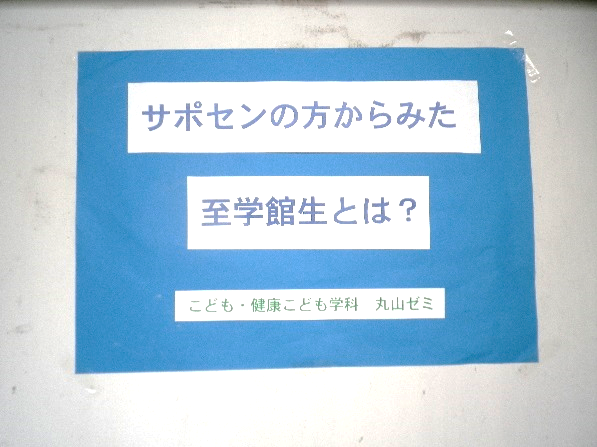 サポセンの方からみた
至学館生とは？
こども・健康こども学科　丸山ゼミ